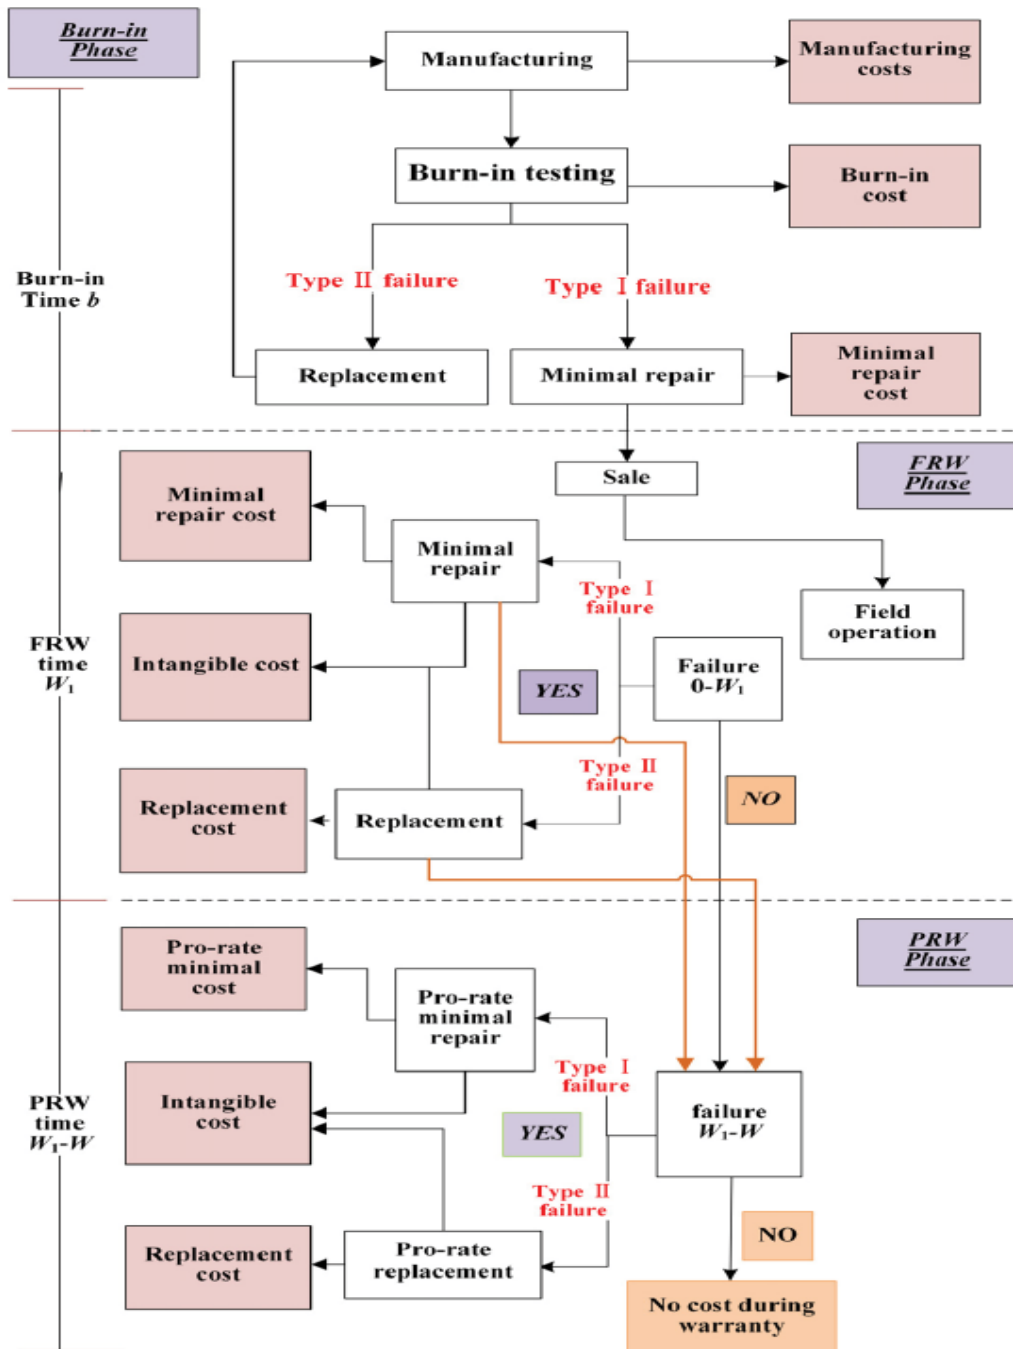 Burn-in
Phase
Manufacturing
Manufacturing
costs
Burn-in testing
Burn-in
cost
Burn-in
Time b
Type Ⅱ failure
Type Ⅰ failure
Replacement
Minimal repair
Minimal
repair
cost
FRW
Phase
Sale
Minimal
repair cost
Minimal
repair
Type Ⅰ
failure
Field
operation
FRW
time
W₁
Intangible cost
YES
Failure
0-W₁
Type Ⅱ
failure
NO
Replacement
cost
Replacement
PRW
Phase
Pro-rate
minimal
cost
Pro-rate
minimal
repair
Type Ⅰ
failure
PRW
time
W₁-W
Intangible
cost
YES
failure
W₁-W
Type Ⅱ
failure
NO
Replacement
cost
Pro-rate
replacement
No cost during
warranty